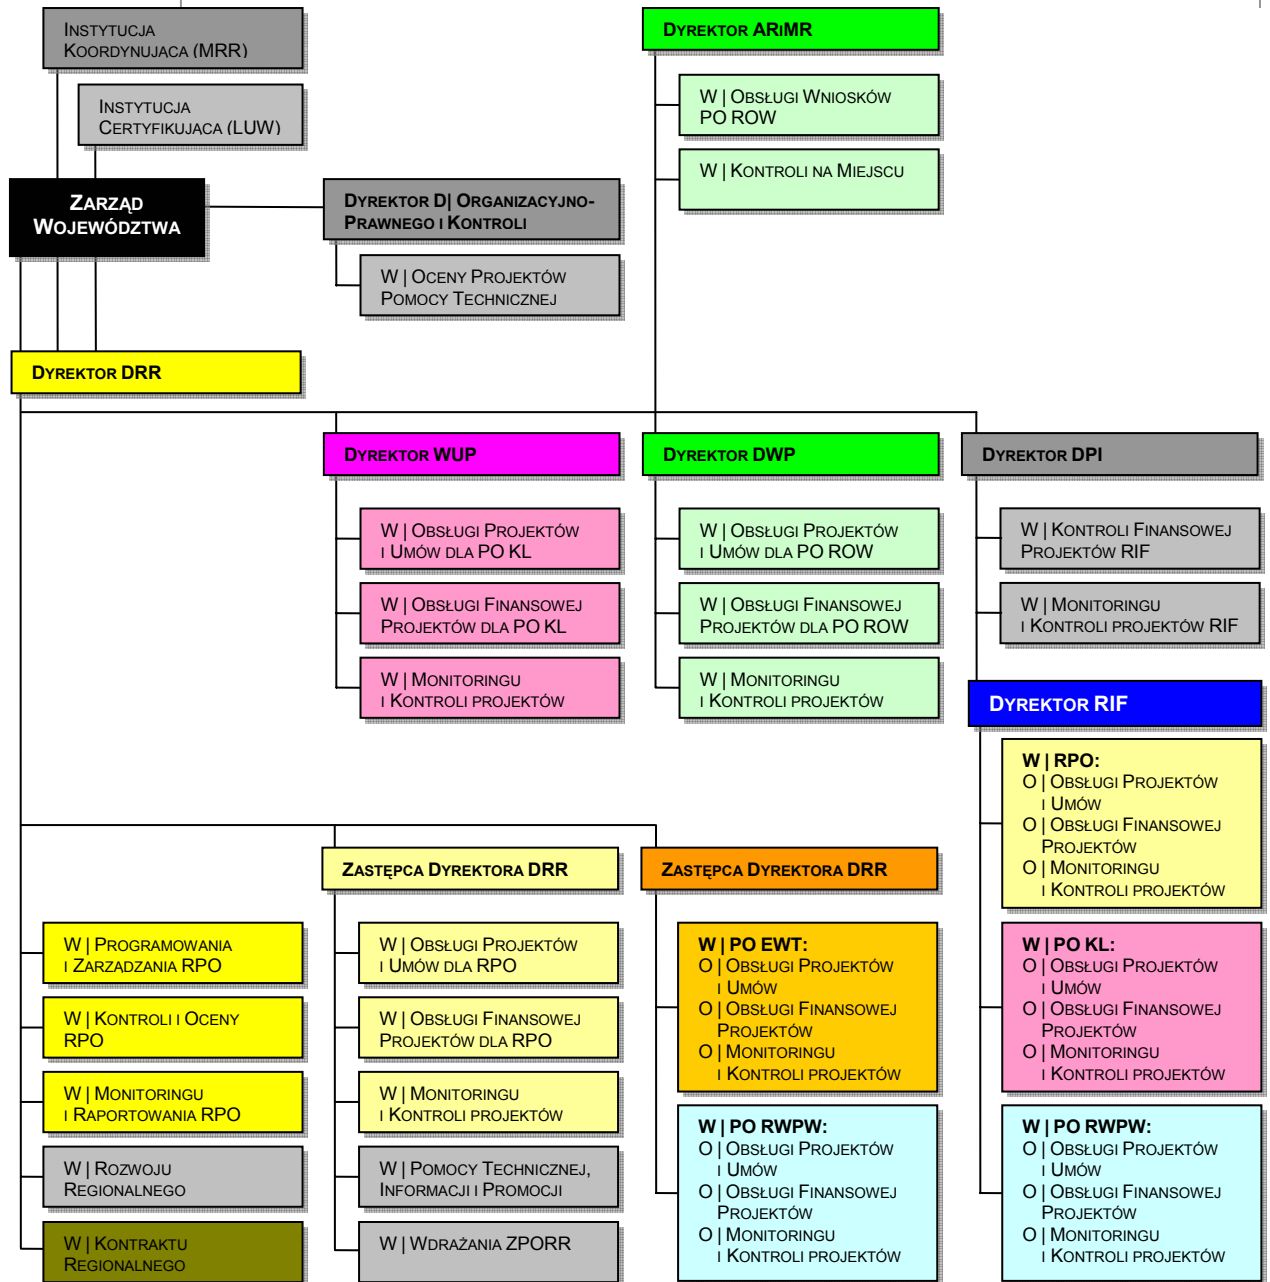 Instytucja
Koordynująca (MRR)
Instytucja
Certyfikująca (LUW)
Zarząd
Województwa
Dyrektor D| Organizacyjno-
Prawnego i Kontroli
W | Oceny Projektów
Pomocy Technicznej
Dyrektor ARiMR
W | Obsługi Wniosków
PO ROW
W | Kontroli na Miejscu
Dyrektor DRR
Dyrektor WUP
W | Obsługi Projektów
i Umów dla PO KL
W | Obsługi Finansowej
Projektów dla PO KL
W | Monitoringu
i Kontroli projektów
Dyrektor DWP
W | Obsługi Projektów
i Umów dla PO ROW
W | Obsługi Finansowej
Projektów dla PO ROW
W | Monitoringu
i Kontroli projektów
Dyrektor DPI
W | Kontroli Finansowej
Projektów RIF
W | Monitoringu
i Kontroli projektów RIF
Dyrektor RIF
W | RPO:
O | Obsługi Projektów
i Umów
O | Obsługi Finansowej
Projektów
O | Monitoringu
i Kontroli projektów
W | PO KL:
O | Obsługi Projektów
i Umów
O | Obsługi Finansowej
Projektów
O | Monitoringu
i Kontroli projektów
W | PO RWPW:
O | Obsługi Projektów
i Umów
O | Obsługi Finansowej
Projektów
O | Monitoringu
i Kontroli projektów
W | Programowania
i Zarządzania RPO
W | Kontroli i Oceny
RPO
W | Monitoringu
i Raportowania RPO
W | Rozwoju
Regionalnego
W | Kontraktu
Regionalnego
Zastępca Dyrektora DRR
W | Obsługi Projektów
i Umów dla RPO
W | Obsługi Finansowej
Projektów dla RPO
W | Monitoringu
i Kontroli projektów
W | Pomocy Technicznej,
Informacji i Promocji
W | Wdrażania ZPORR
Zastępca Dyrektora DRR
W | PO EWT:
O | Obsługi Projektów
i Umów
O | Obsługi Finansowej
Projektów
O | Monitoringu
i Kontroli projektów
W | PO RWPW:
O | Obsługi Projektów
i Umów
O | Obsługi Finansowej
Projektów
O | Monitoringu
i Kontroli projektów